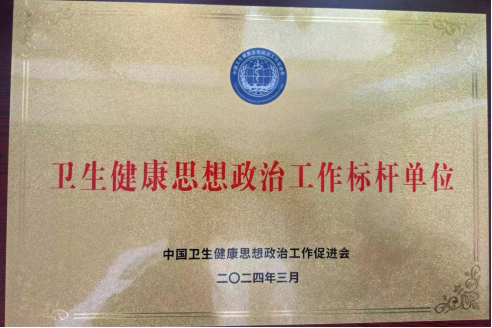 卫生健康思想政治工作标杆单位
中国卫生健康思想政治工作促进会
二〇二四年三月